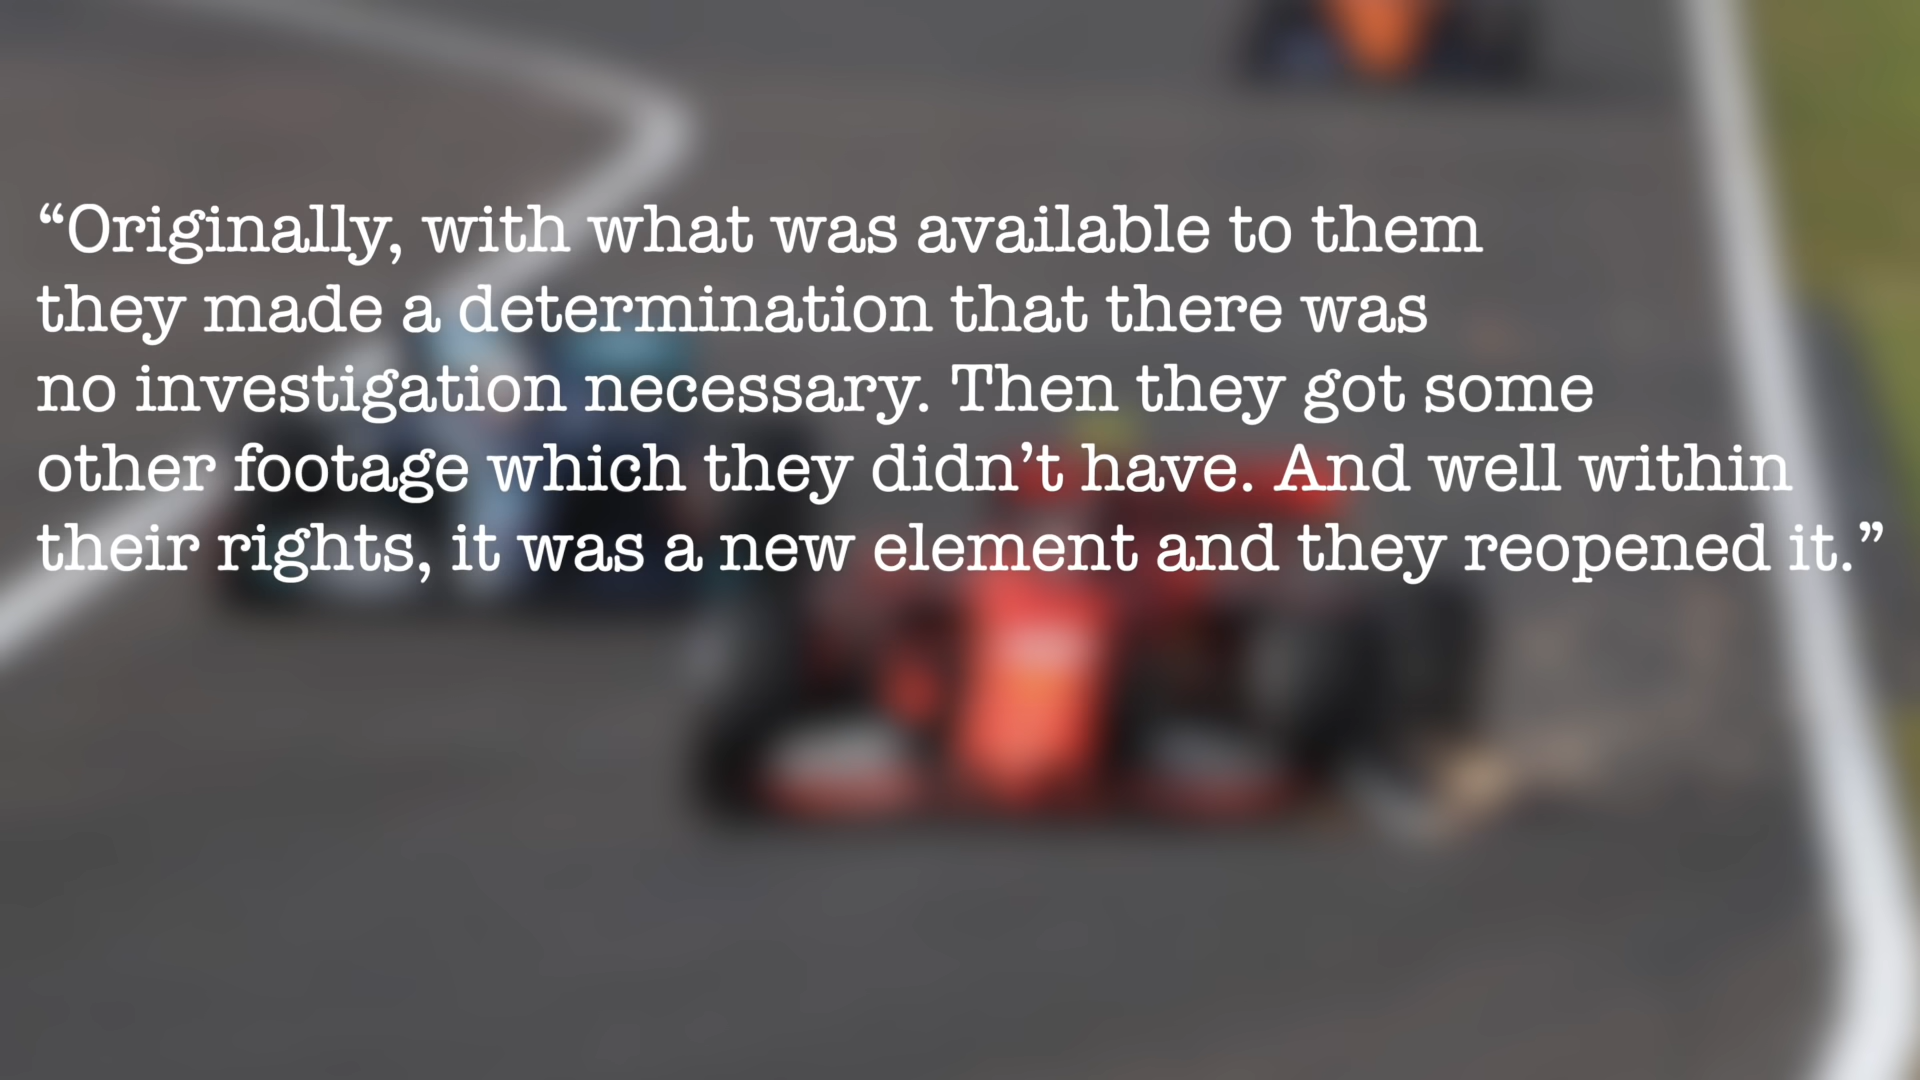 “Originally, with what was available to them
they made a determination that there was
no investigation necessary. Then they got some
other footage which they didn’t have. And well within
their rights, it was a new element and they reopened it.”